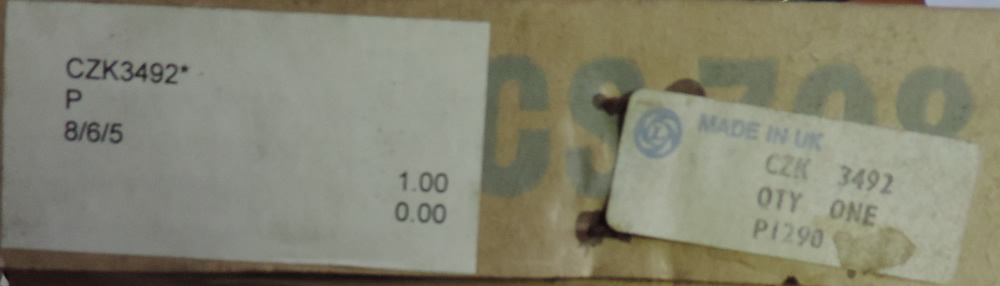 CZK3492*
P
8/6/5
1.00
0.00
CS 708
MADE IN UK
CZK 3492
QTY ONE
P1290